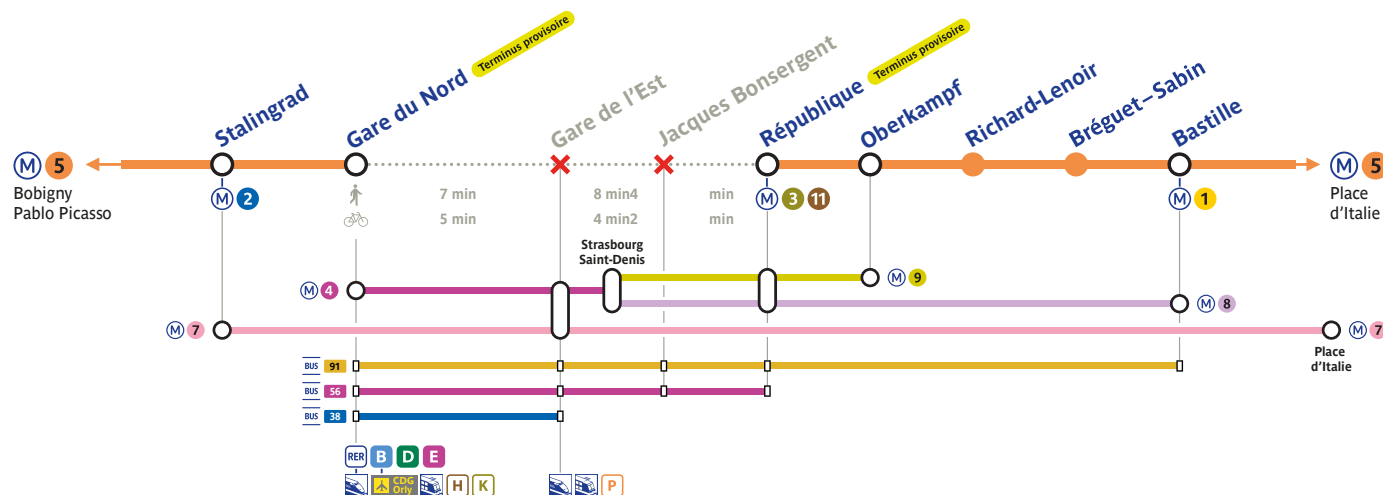 Terminus provisoire
Terminus provisoire
Stalingrad
Gare du Nord
Gare de l'Est
Jacques Bonsergent
République
Oberkampf
Richard-Lenoir
Bréguet–Sabin
Bastille
M 5
Bobigny
Pablo Picasso
M 5
Place
d'Italie
M 2
M 3 11
M 1
7 min
8 min4
min
5 min
4 min2
min
Strasbourg
Saint-Denis
M 9
M 4
M 8
M 7
M 7
Place
d'Italie
BUS 91
BUS 56
BUS 38
RER B D E
CDG
Orly
H K
P